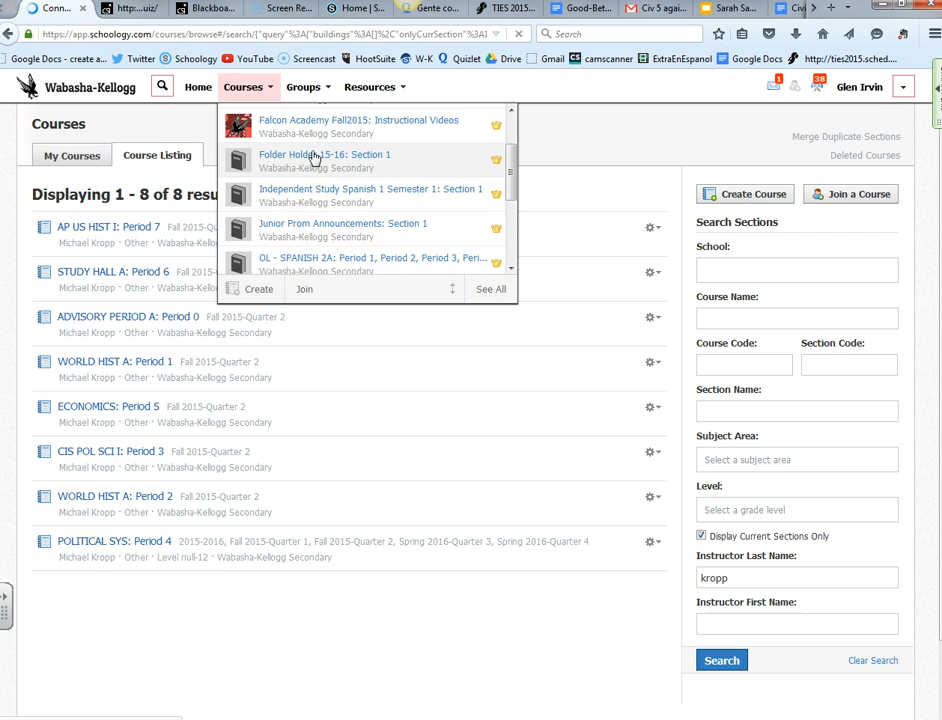 Conn... http:...uiz/ Blackboa... Screen Re... Home | S... Gente co... TIES 2015... Good-Bet... Civ 5 agai... Sarah Sa... Civi
https://app.schoology.com/courses/browse#/search/{"query"%3A{"buildings"%3A[]%2C"onlyCurrSection"%3A1 Search
Google Docs - create a... Twitter Schoology YouTube Screencast HootSuite W-K Quizlet Drive Gmail camscanner ExtraEnEspanol Google Docs http://ties2015.sched....
Wabasha-Kellogg Home Courses Groups Resources 1 38 Glen Irvin
Courses
Merge Duplicate Sections
Deleted Courses
My Courses Course Listing
Falcon Academy Fall2015: Instructional Videos
Wabasha-Kellogg Secondary
Folder Holder 15-16: Section 1
Wabasha-Kellogg Secondary
Independent Study Spanish 1 Semester 1: Section 1
Wabasha-Kellogg Secondary
Junior Prom Announcements: Section 1
Wabasha-Kellogg Secondary
OL - SPANISH 2A: Period 1, Period 2, Period 3, Peri...
Wabasha-Kellogg Secondary
Create Join See All
Displaying 1 - 8 of 8 resu
AP US HIST I: Period 7 Fall 2015-Qu
Michael Kropp · Other · Wabasha-Kello
STUDY HALL A: Period 6 Fall 2015-
Michael Kropp · Other · Wabasha-Kello
ADVISORY PERIOD A: Period 0 Fall 2015-Quarter 2
Michael Kropp · Other · Wabasha-Kellogg Secondary
WORLD HIST A: Period 1 Fall 2015-Quarter 2
Michael Kropp · Other · Wabasha-Kellogg Secondary
ECONOMICS: Period 5 Fall 2015-Quarter 2
Michael Kropp · Other · Wabasha-Kellogg Secondary
CIS POL SCI I: Period 3 Fall 2015-Quarter 2
Michael Kropp · Other · Wabasha-Kellogg Secondary
WORLD HIST A: Period 2 Fall 2015-Quarter 2
Michael Kropp · Other · Wabasha-Kellogg Secondary
POLITICAL SYS: Period 4 2015-2016, Fall 2015-Quarter 1, Fall 2015-Quarter 2, Spring 2016-Quarter 3, Spring 2016-Quarter 4
Michael Kropp · Other · Level null-12 · Wabasha-Kellogg Secondary
Create Course Join a Course
Search Sections
School:
Course Name:
Course Code: Section Code:
Section Name:
Subject Area:
Select a subject area
Level:
Select a grade level
Display Current Sections Only
Instructor Last Name:
kropp
Instructor First Name:
Search Clear Search